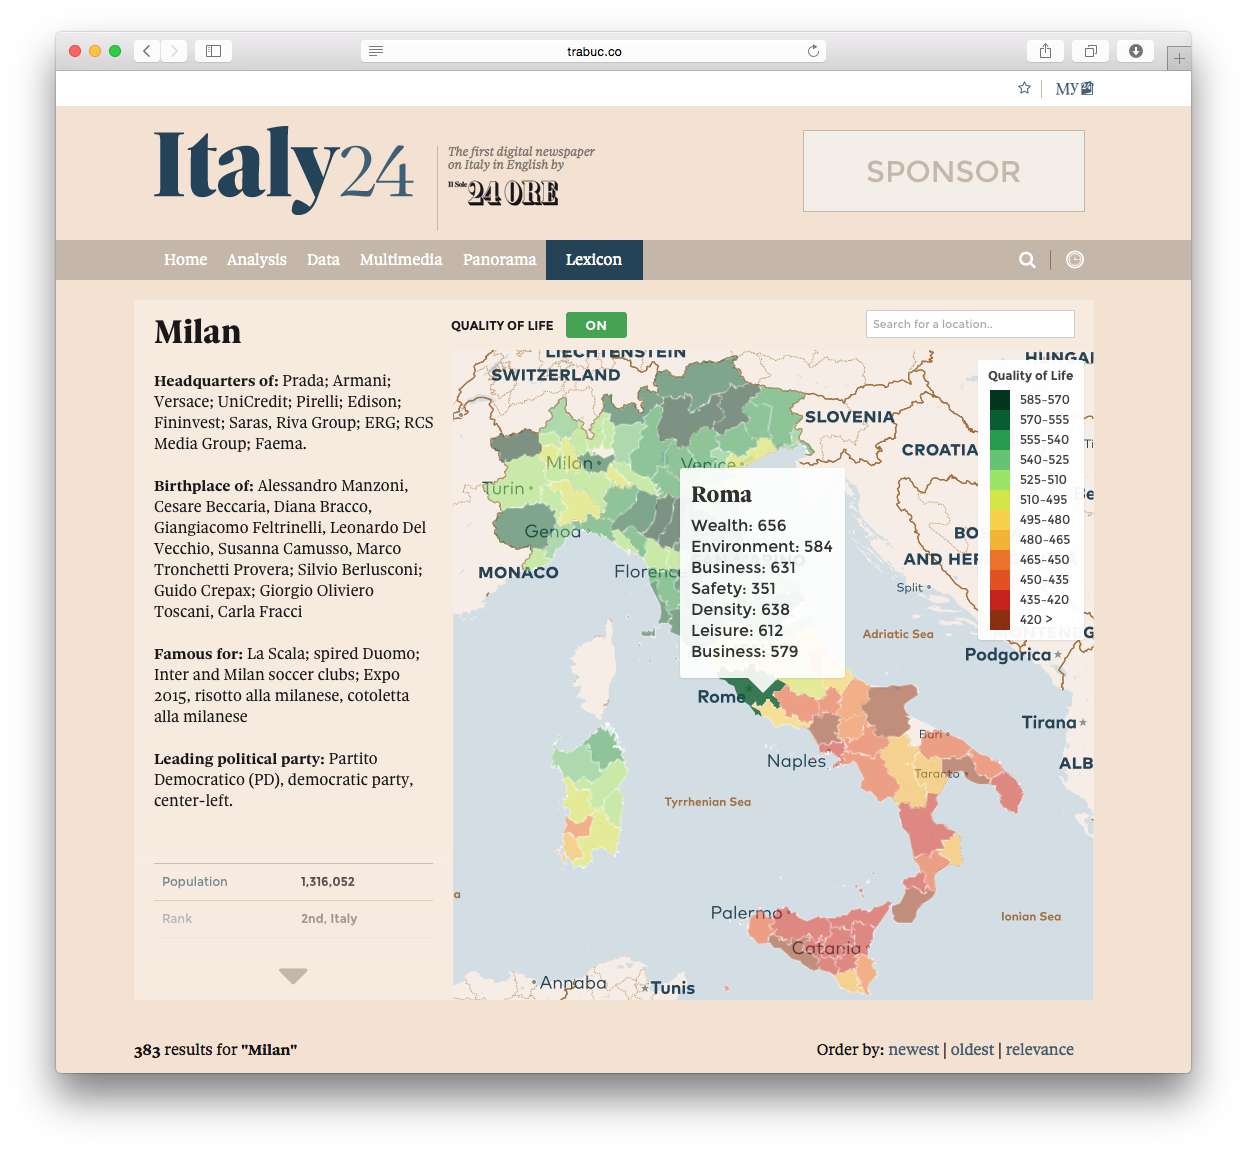 trabuc.co
MY24
Italy24
The first digital newspaper
on Italy in English by
Il Sole 24 ORE
SPONSOR
Home Analysis Data Multimedia Panorama Lexicon
Milan
Headquarters of: Prada; Armani;
Versace; UniCredit; Pirelli; Edison;
Fininvest; Saras, Riva Group; ERG; RCS
Media Group; Faema.
Birthplace of: Alessandro Manzoni,
Cesare Beccaria, Diana Bracco,
Giangiacomo Feltrinelli, Leonardo Del
Vecchio, Susanna Camusso, Marco
Tronchetti Provera; Silvio Berlusconi;
Guido Crepax; Giorgio Oliviero
Toscani, Carla Fracci
Famous for: La Scala; spired Duomo;
Inter and Milan soccer clubs; Expo
2015, risotto alla milanese, cotoletta
alla milanese
Leading political party: Partito
Democratico (PD), democratic party,
center-left.
Population 1,316,052
Rank 2nd, Italy
QUALITY OF LIFE ON
Search for a location..
LIECHTENSTEIN
SWITZERLAND
HUNGAI
SLOVENIA
CROATIA
Milan
Venice
Turin
Genoa
MONACO
Florence
BO
AND HER
Split
Adriatic Sea
MONTENEG
Podgorica
Rome
Tirana
Bari
Naples
ALB
Taranto
Tyrrhenian Sea
Palermo
Ionian Sea
Catania
Annaba
Tunis
Roma
Wealth: 656
Environment: 584
Business: 631
Safety: 351
Density: 638
Leisure: 612
Business: 579
Quality of Life
585-570
570-555
555-540
540-525
525-510
510-495
495-480
480-465
465-450
450-435
435-420
420 >
383 results for "Milan"
Order by: newest | oldest | relevance